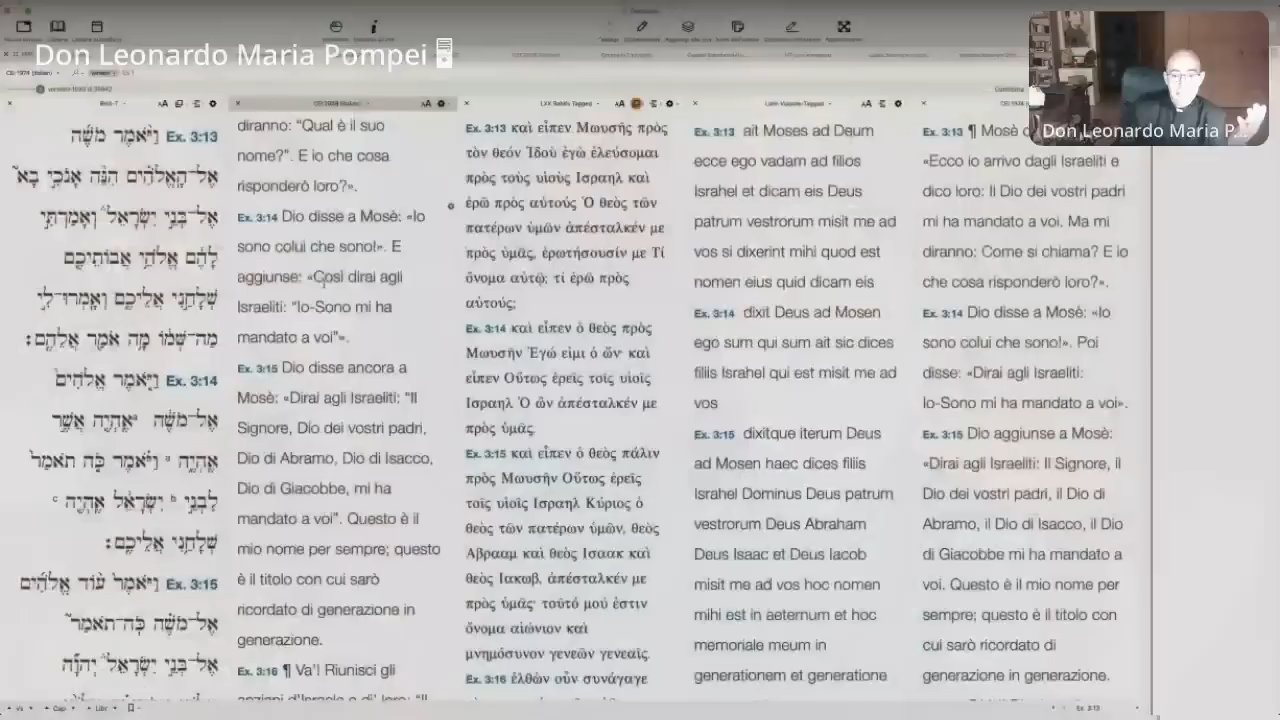 Don Leonardo Maria Pompei
Don Leonardo Maria P...
Ex. 3:13 וַיֹּאמֶר מֹשֶׁה
אֶל־הָאֱלֹהִים הִנֵּה אָנֹכִי בָא
אֶל־בְּנֵי יִשְׂרָאֵל וְאָמַרְתִּי
לָהֶם אֱלֹהֵי אֲבוֹתֵיכֶם
שְׁלָחַנִי אֲלֵיכֶם וְאָמְרוּ־לִי
מַה־שְּׁמוֹ מָה אֹמַר אֲלֵהֶם׃
Ex. 3:14 וַיֹּאמֶר אֱלֹהִים
אֶל־מֹשֶׁה אֶהְיֶה אֲשֶׁר
אֶהְיֶה וַיֹּאמֶר כֹּה תֹאמַר
לִבְנֵי יִשְׂרָאֵל אֶהְיֶה
שְׁלָחַנִי אֲלֵיכֶם׃
Ex. 3:15 וַיֹּאמֶר עוֹד אֱלֹהִים
אֶל־מֹשֶׁה כֹּה־תֹאמַר
אֶל־בְּנֵי יִשְׂרָאֵל יְהוָה
diranno: “Qual è il suo
nome?”. E io che cosa
risponderò loro?».
Ex. 3:14 Dio disse a Mosè: «Io
sono colui che sono!». E
aggiunse: «Così dirai agli
Israeliti: “Io-Sono mi ha
mandato a voi”».
Ex. 3:15 Dio disse ancora a
Mosè: «Dirai agli Israeliti: “Il
Signore, Dio dei vostri padri,
Dio di Abramo, Dio di Isacco,
Dio di Giacobbe, mi ha
mandato a voi”. Questo è il
mio nome per sempre; questo
è il titolo con cui sarò
ricordato di generazione in
generazione.
Ex. 3:16 ¶ Va'! Riunisci gli
anziani d'Israele e di' loro: “Il
Ex. 3:13 καὶ εἶπεν Μωυσῆς πρὸς
τὸν θεόν Ἰδοὺ ἐγὼ ἐλεύσομαι
πρὸς τοὺς υἱοὺς Ισραηλ καὶ
ἐρῶ πρὸς αὐτούς Ὁ θεὸς τῶν
πατέρων ὑμῶν ἀπέσταλκέν με
πρὸς ὑμᾶς, ἐρωτήσουσίν με Τί
ὄνομα αὐτῷ; τί ἐρῶ πρὸς
αὐτούς;
Ex. 3:14 καὶ εἶπεν ὁ θεὸς πρὸς
Μωυσῆν Ἐγώ εἰμι ὁ ὤν· καὶ
εἶπεν Οὕτως ἐρεῖς τοῖς υἱοῖς
Ισραηλ Ὁ ὢν ἀπέσταλκέν με
πρὸς ὑμᾶς.
Ex. 3:15 καὶ εἶπεν ὁ θεὸς πάλιν
πρὸς Μωυσῆν Οὕτως ἐρεῖς
τοῖς υἱοῖς Ισραηλ Κύριος ὁ
θεὸς τῶν πατέρων ὑμῶν, θεὸς
Αβρααμ καὶ θεὸς Ισαακ καὶ
θεὸς Ιακωβ, ἀπέσταλκέν με
πρὸς ὑμᾶς· τοῦτό μού ἐστιν
ὄνομα αἰώνιον καὶ
μνημόσυνον γενεῶν γενεαῖς.
Ex. 3:16 ἐλθὼν οὖν συνάγαγε
Ex. 3:13 ait Moses ad Deum
ecce ego vadam ad filios
Israhel et dicam eis Deus
patrum vestrorum misit me ad
vos si dixerint mihi quod est
nomen eius quid dicam eis
Ex. 3:14 dixit Deus ad Mosen
ego sum qui sum ait sic dices
filiis Israhel qui est misit me ad
vos
Ex. 3:15 dixitque iterum Deus
ad Mosen haec dices filiis
Israhel Dominus Deus patrum
vestrorum Deus Abraham
Deus Isaac et Deus Iacob
misit me ad vos hoc nomen
mihi est in aeternum et hoc
memoriale meum in
generationem et generatione
Ex. 3:13 ¶ Mosè
«Ecco io arrivo dagli Israeliti e
dico loro: Il Dio dei vostri padri
mi ha mandato a voi. Ma mi
diranno: Come si chiama? E io
che cosa risponderò loro?».
Ex. 3:14 Dio disse a Mosè: «Io
sono colui che sono!». Poi
disse: «Dirai agli Israeliti:
Io-Sono mi ha mandato a voi».
Ex. 3:15 Dio aggiunse a Mosè:
«Dirai agli Israeliti: Il Signore, il
Dio dei vostri padri, il Dio di
Abramo, il Dio di Isacco, il Dio
di Giacobbe mi ha mandato a
voi. Questo è il mio nome per
sempre; questo è il titolo con
cui sarò ricordato di
generazione in generazione.
Ex. 3:13